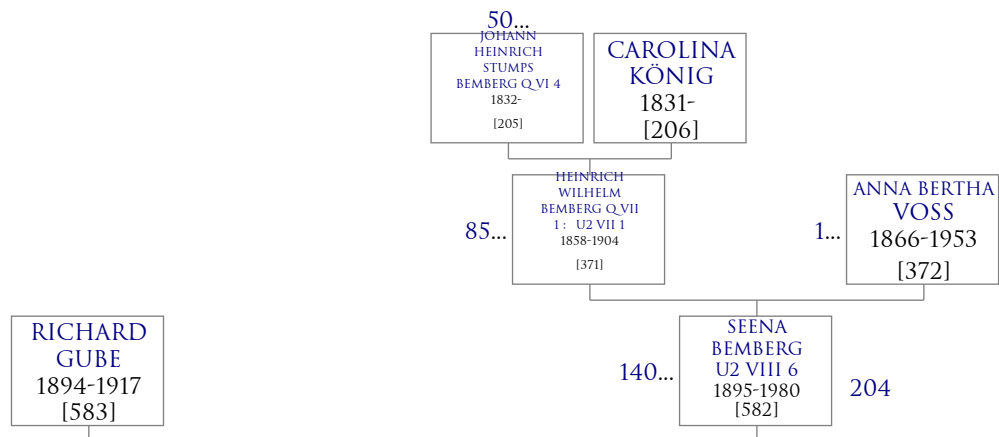 50...
JOHANN
HEINRICH
STUMPS
BEMBERG Q VI 4
1832-
[205]
CAROLINA
KÖNIG
1831-
[206]
HEINRICH
WILHELM
BEMBERG Q VII
1 : U2 VII 1
1858-1904
[371]
85...
ANNA BERTHA
VOSS
1866-1953
[372]
1...
RICHARD
GUBE
1894-1917
[583]
SEENA
BEMBERG
U2 VIII 6
1895-1980
[582]
140...
204